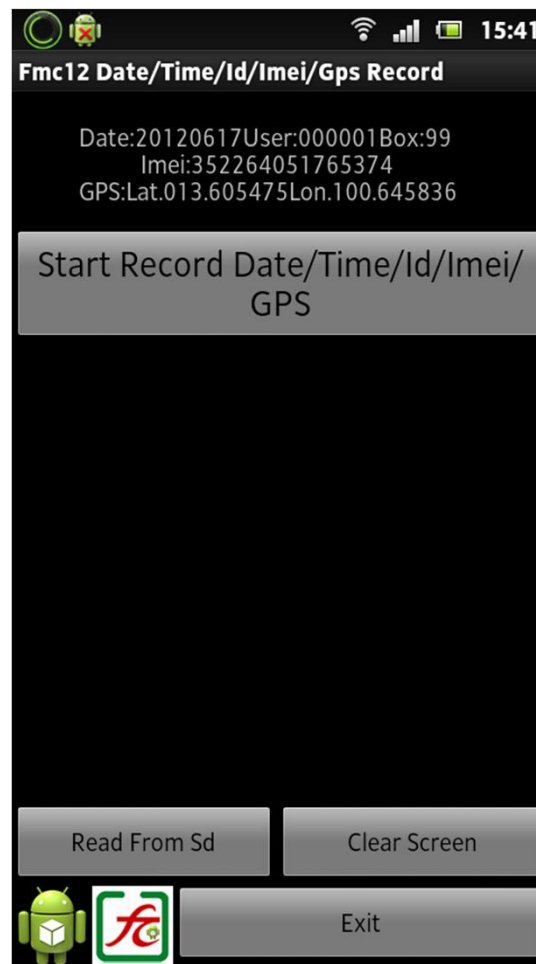 15:41
Fmc12 Date/Time/Id/Imei/Gps Record
Date:20120617User:000001Box:99
Imei:352264051765374
GPS:Lat.013.605475Lon.100.645836
Start Record Date/Time/Id/Imei/
GPS
Read From Sd
Clear Screen
fc
Exit